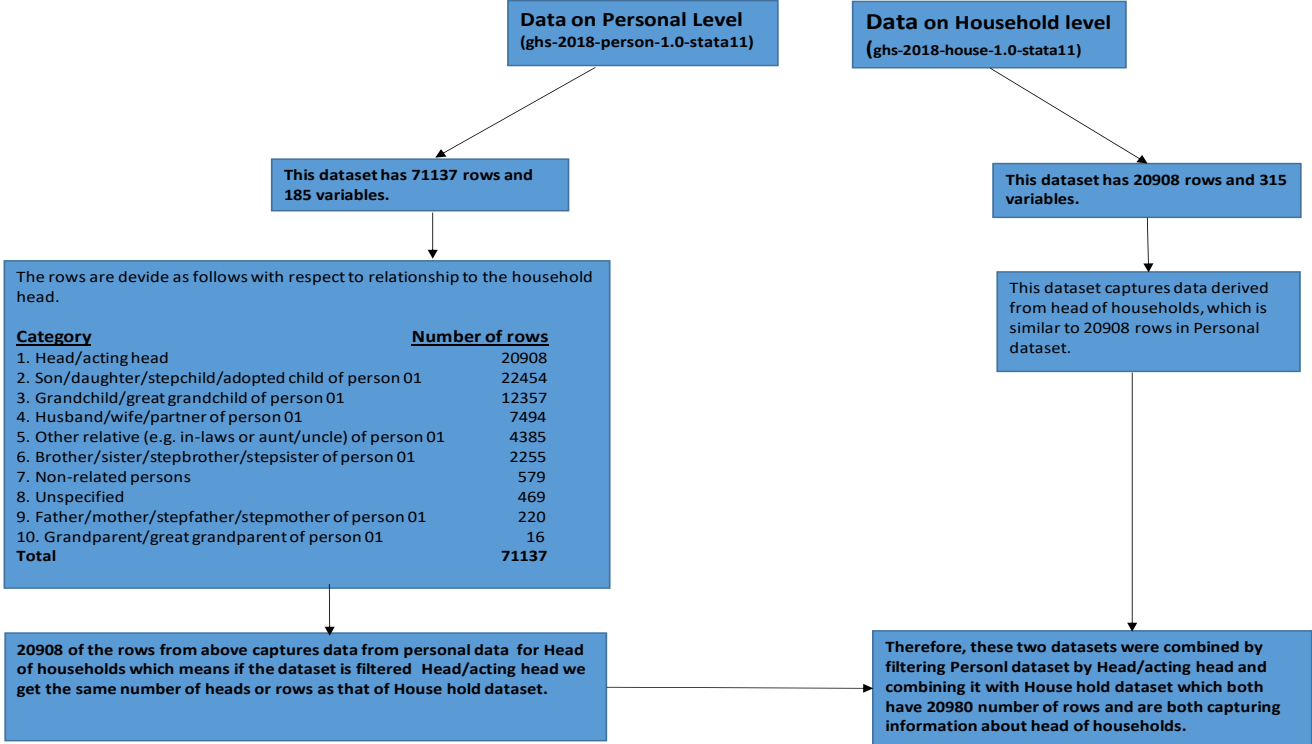 Data on Personal Level
(ghs-2018-person-1.0-stata11)
Data on Household level
(ghs-2018-house-1.0-stata11)
This dataset has 71137 rows and
185 variables.
This dataset has 20908 rows and 315
variables.
The rows are devide as follows with respect to relationship to the household
head.
Category Number of rows
1. Head/acting head 20908
2. Son/daughter/stepchild/adopted child of person 01 22454
3. Grandchild/great grandchild of person 01 12357
4. Husband/wife/partner of person 01 7494
5. Other relative (e.g. in-laws or aunt/uncle) of person 01 4385
6. Brother/sister/stepbrother/stepsister of person 01 2255
7. Non-related persons 579
8. Unspecified 469
9. Father/mother/stepfather/stepmother of person 01 220
10. Grandparent/great grandparent of person 01 16
Total 71137
This dataset captures data derived
from head of households, which is
similar to 20908 rows in Personal
dataset.
20908 of the rows from above captures data from personal data for Head
of households which means if the dataset is filtered Head/acting head we
get the same number of heads or rows as that of House hold dataset.
Therefore, these two datasets were combined by
filtering Personl dataset by Head/acting head and
combining it with House hold dataset which both
have 20980 number of rows and are both capturing
information about head of households.